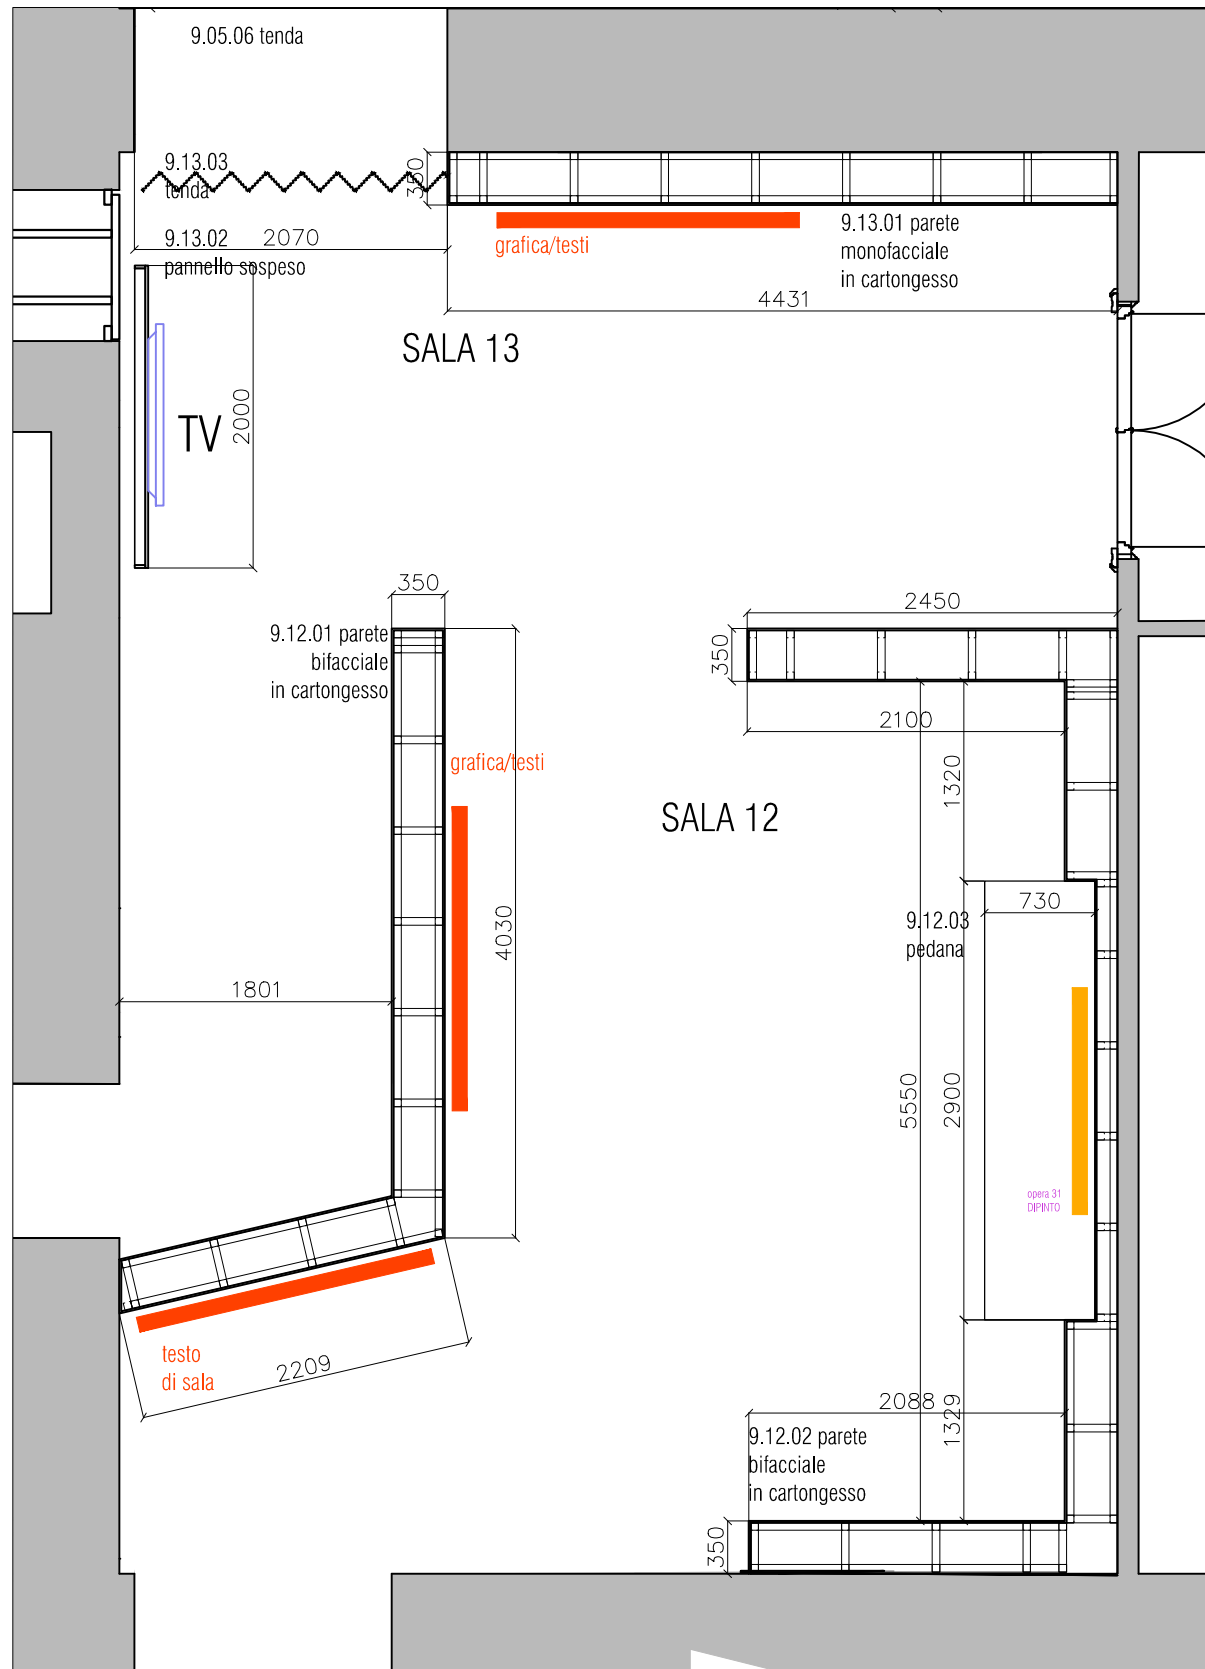 9.05.06 tenda
9.13.03
tenda
350
9.13.02
pannello sospeso
2070
grafica/testi
9.13.01 parete
monofacciale
in cartongesso
4431
SALA 13
TV
2000
350
2450
9.12.01 parete
bifacciale
in cartongesso
350
2100
grafica/testi
1320
SALA 12
730
9.12.03
pedana
4030
1801
5550
2900
opera 31
DIPINTO
testo
di sala
2209
2088
1329
9.12.02 parete
bifacciale
in cartongesso
350